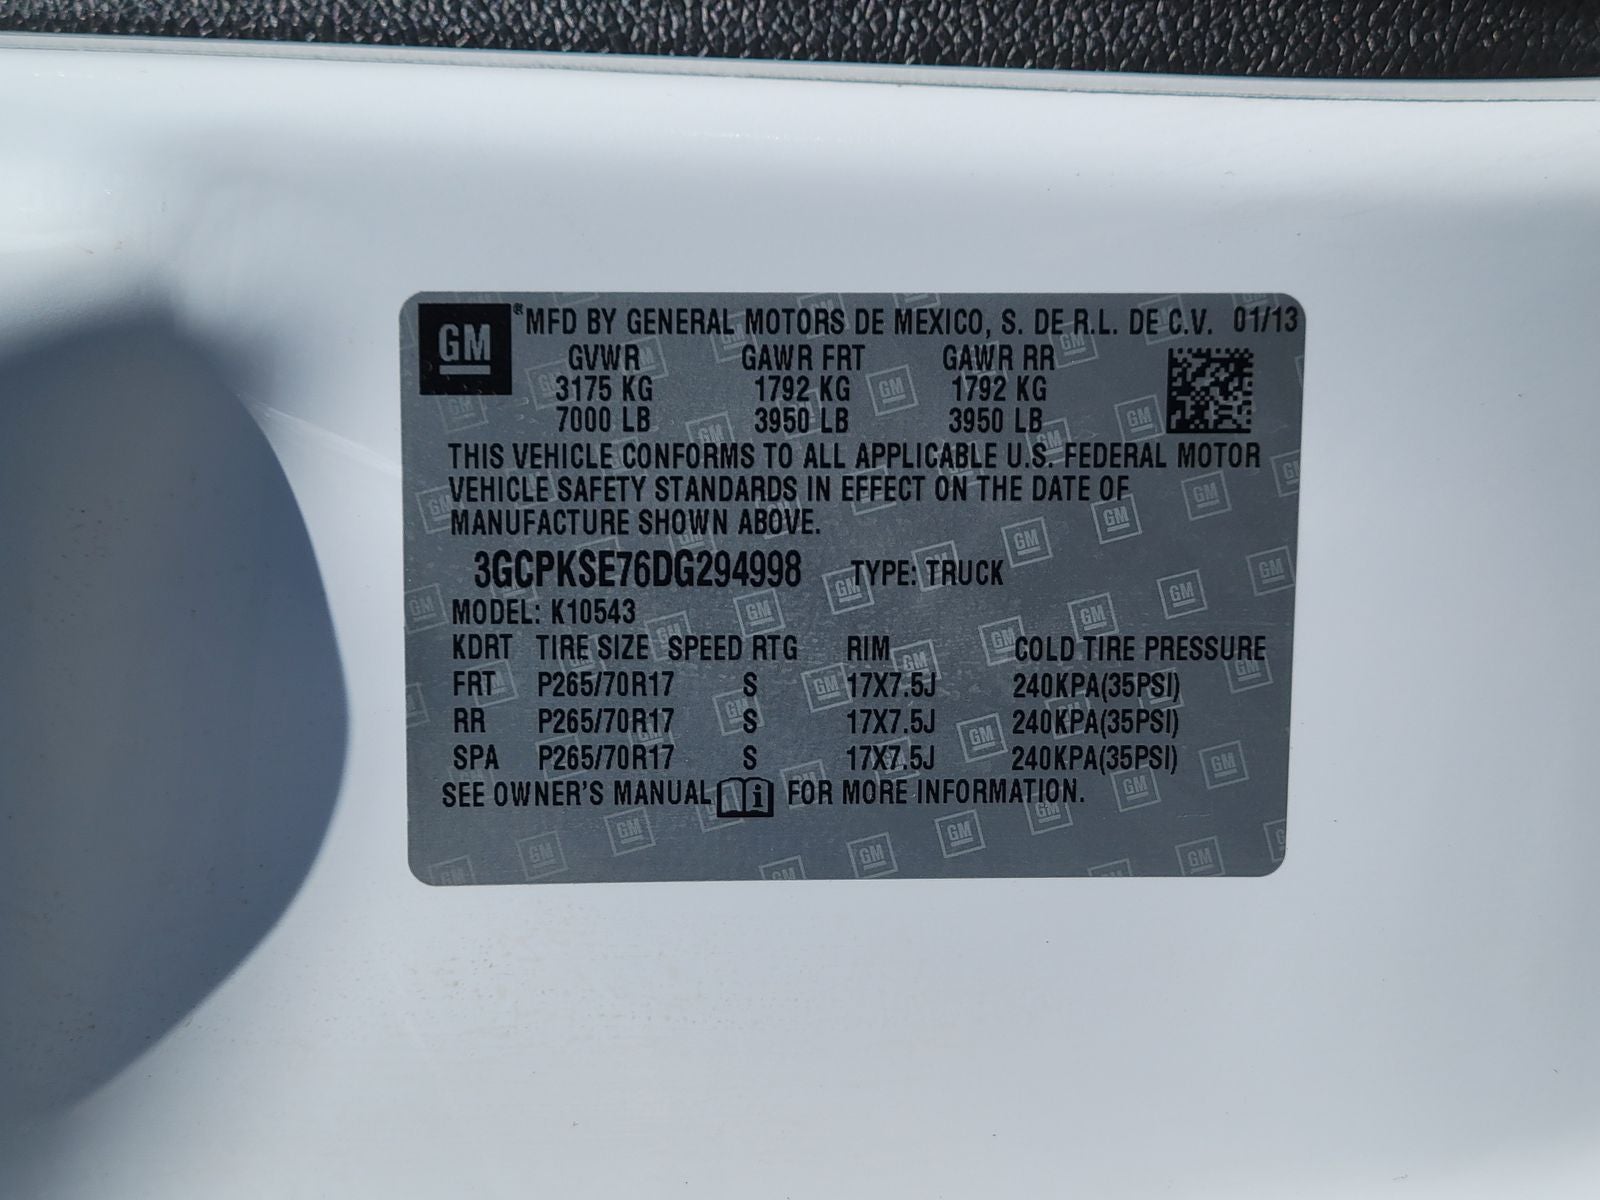 GM ® MFD BY GENERAL MOTORS DE MEXICO, S. DE R.L. DE C.V. 01/13
GVWR GAWR FRT GAWR RR
3175 KG 1792 KG 1792 KG
7000 LB 3950 LB 3950 LB
THIS VEHICLE CONFORMS TO ALL APPLICABLE U.S. FEDERAL MOTOR
VEHICLE SAFETY STANDARDS IN EFFECT ON THE DATE OF
MANUFACTURE SHOWN ABOVE.
3GCPKSE76DG294998 TYPE: TRUCK
MODEL: K10543
KDRT TIRE SIZE SPEED RTG RIM COLD TIRE PRESSURE
FRT P265/70R17 S 17X7.5J 240KPA(35PSI)
RR P265/70R17 S 17X7.5J 240KPA(35PSI)
SPA P265/70R17 S 17X7.5J 240KPA(35PSI)
SEE OWNER'S MANUAL i FOR MORE INFORMATION.